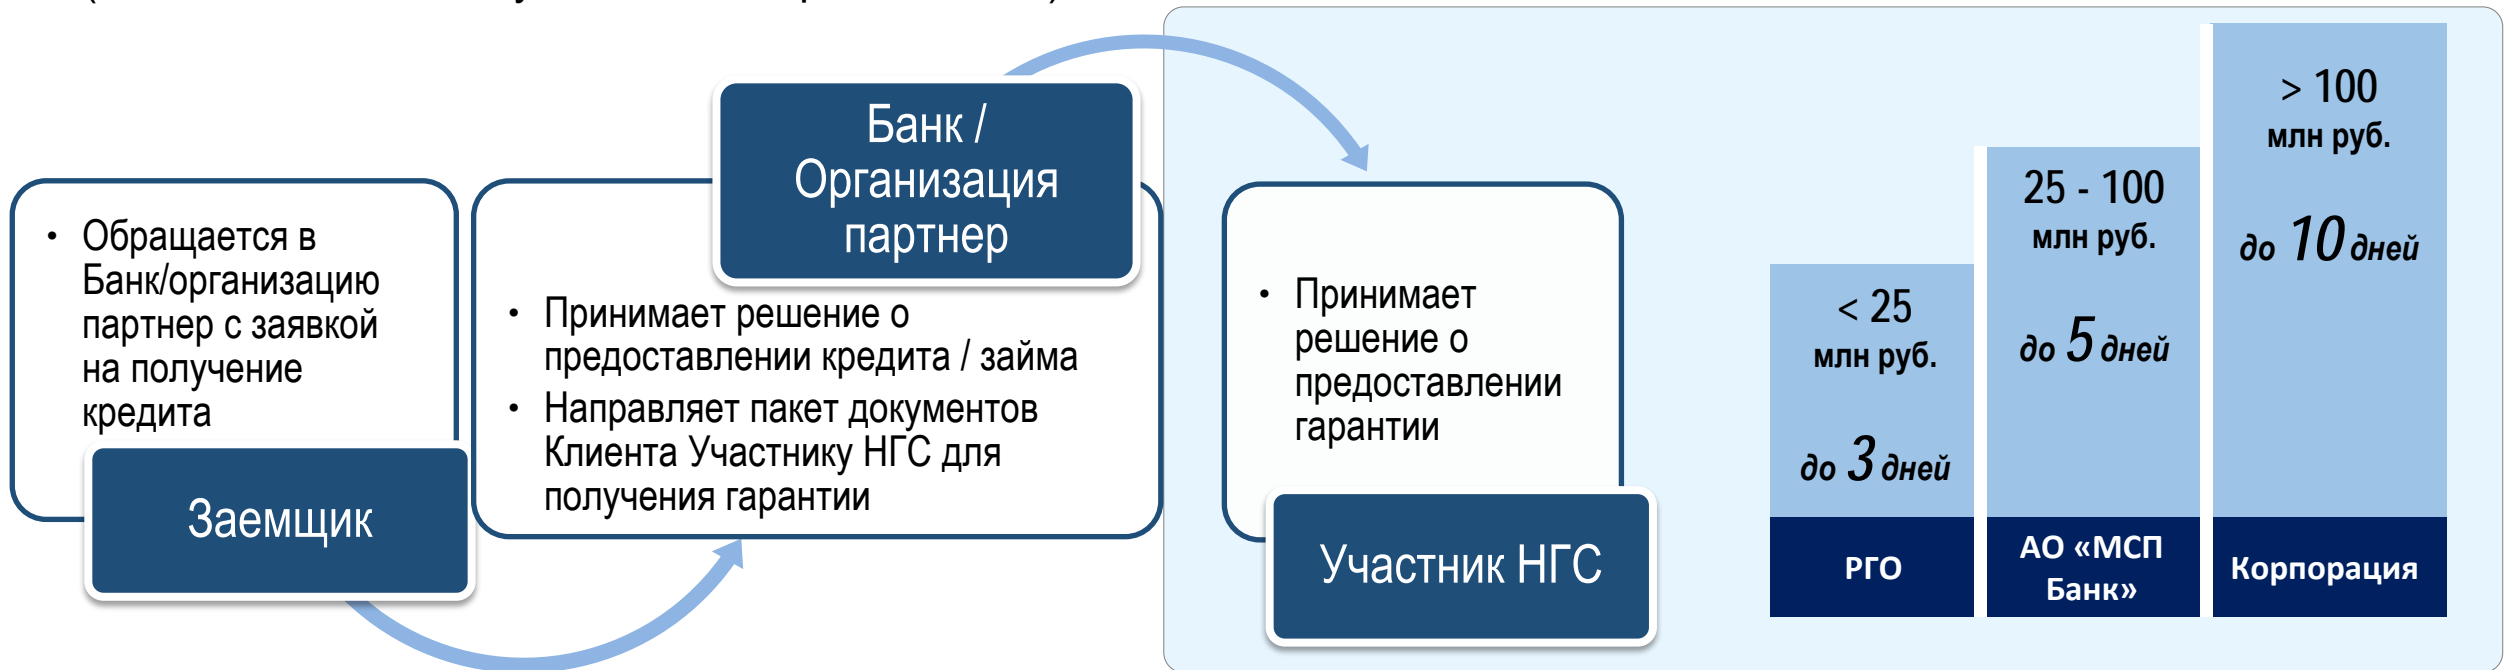 • Обращается в
Банк/организацию
партнер с заявкой
на получение
кредита
Заемщик
Банк /
Организация
партнер
• Принимает решение о
предоставлении кредита / займа
• Направляет пакет документов
Клиента Участнику НГС для
получения гарантии
• Принимает
решение о
предоставлении
гарантии
Участник НГС
< 25
млн руб.
до 3 дней
РГО
25 - 100
млн руб.
до 5 дней
АО «МСП
Банк»
> 100
млн руб.
до 10 дней
Корпорация